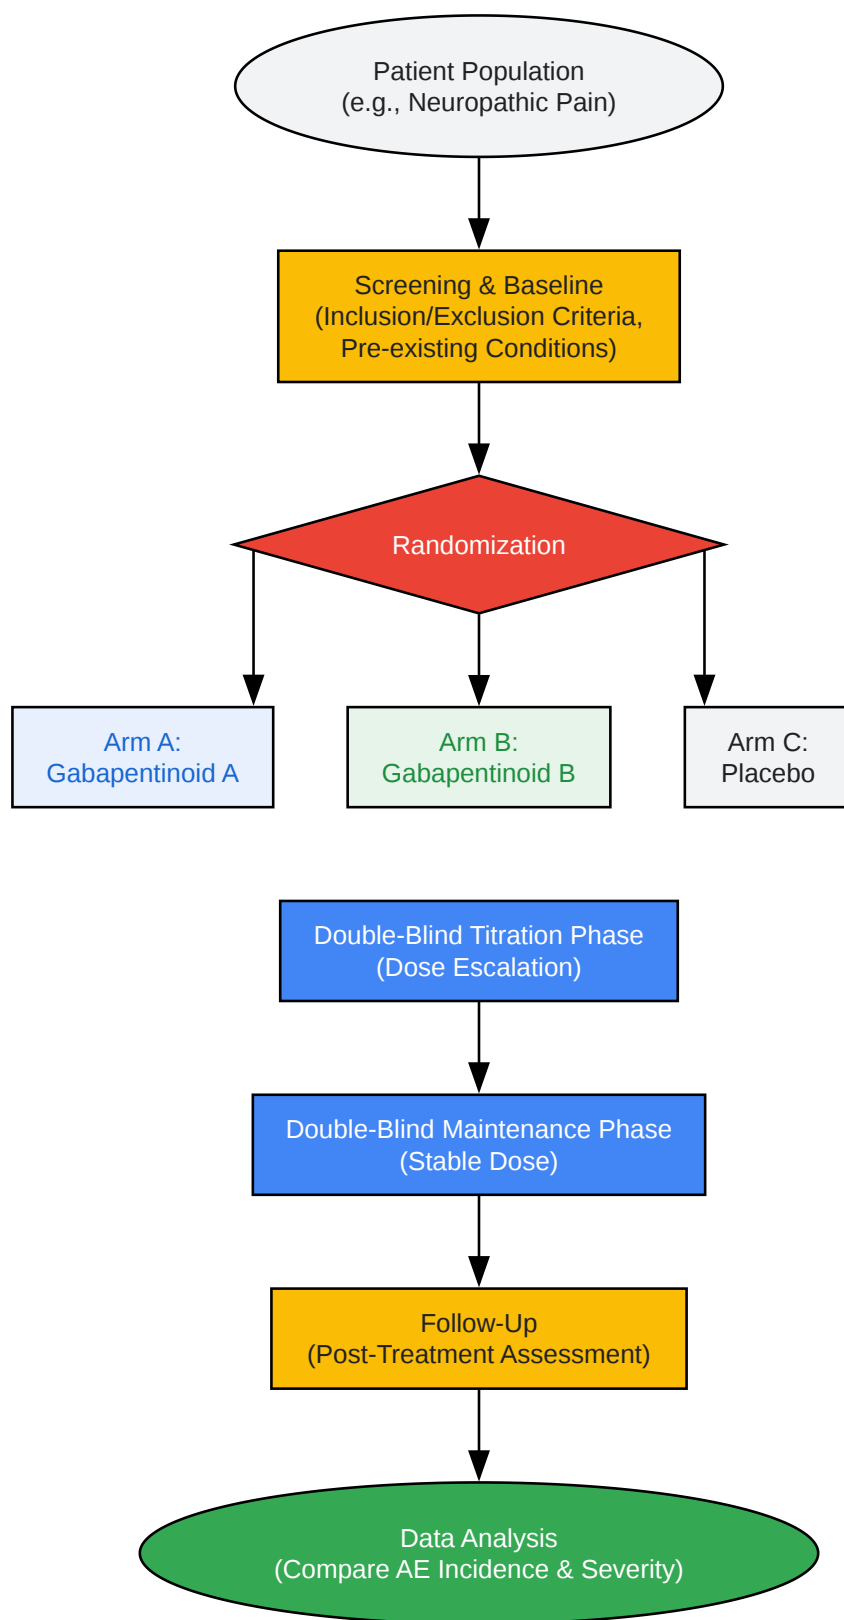 Patient Population
(e.g., Neuropathic Pain)
Screening & Baseline
(Inclusion/Exclusion Criteria,
Pre-existing Conditions)
Randomization
Arm A:
Gabapentinoid A
Arm B:
Gabapentinoid B
Arm C:
Placebo
Double-Blind Titration Phase
(Dose Escalation)
Double-Blind Maintenance Phase
(Stable Dose)
Follow-Up
(Post-Treatment Assessment)
Data Analysis
(Compare AE Incidence & Severity)